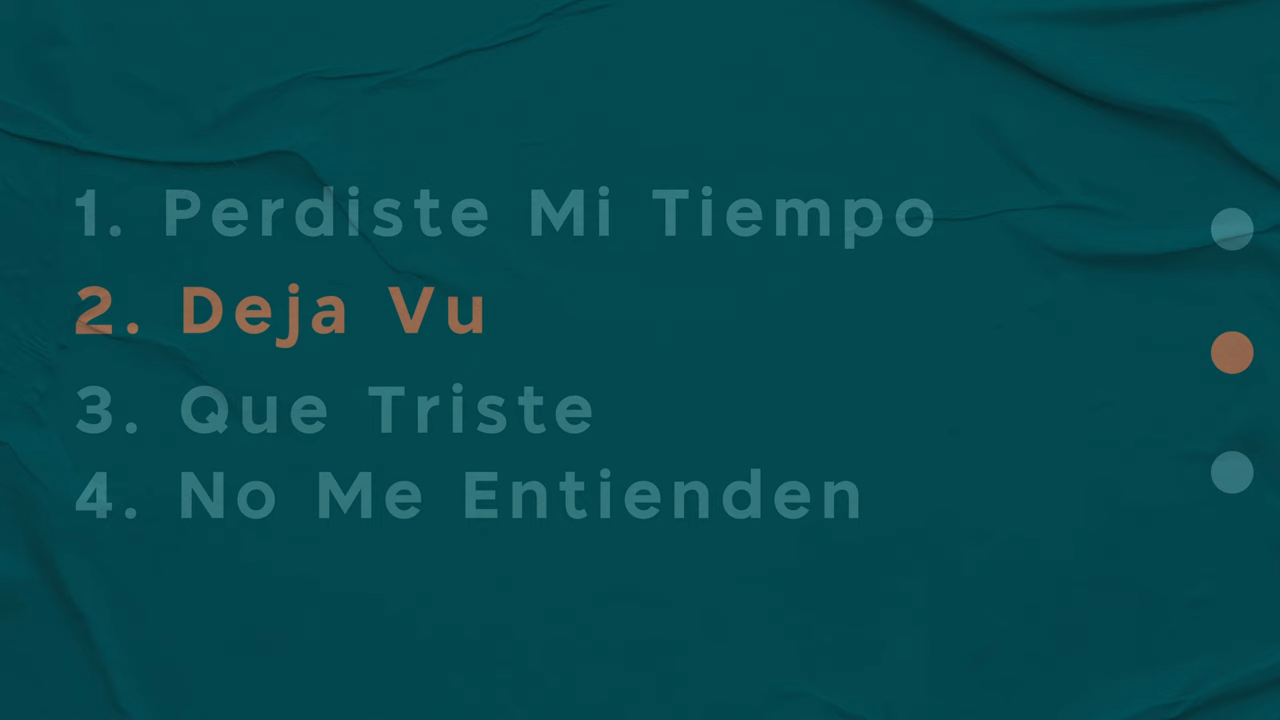 1. Perdiste Mi Tiempo
2. Deja Vu
3. Que Triste
4. No Me Entienden